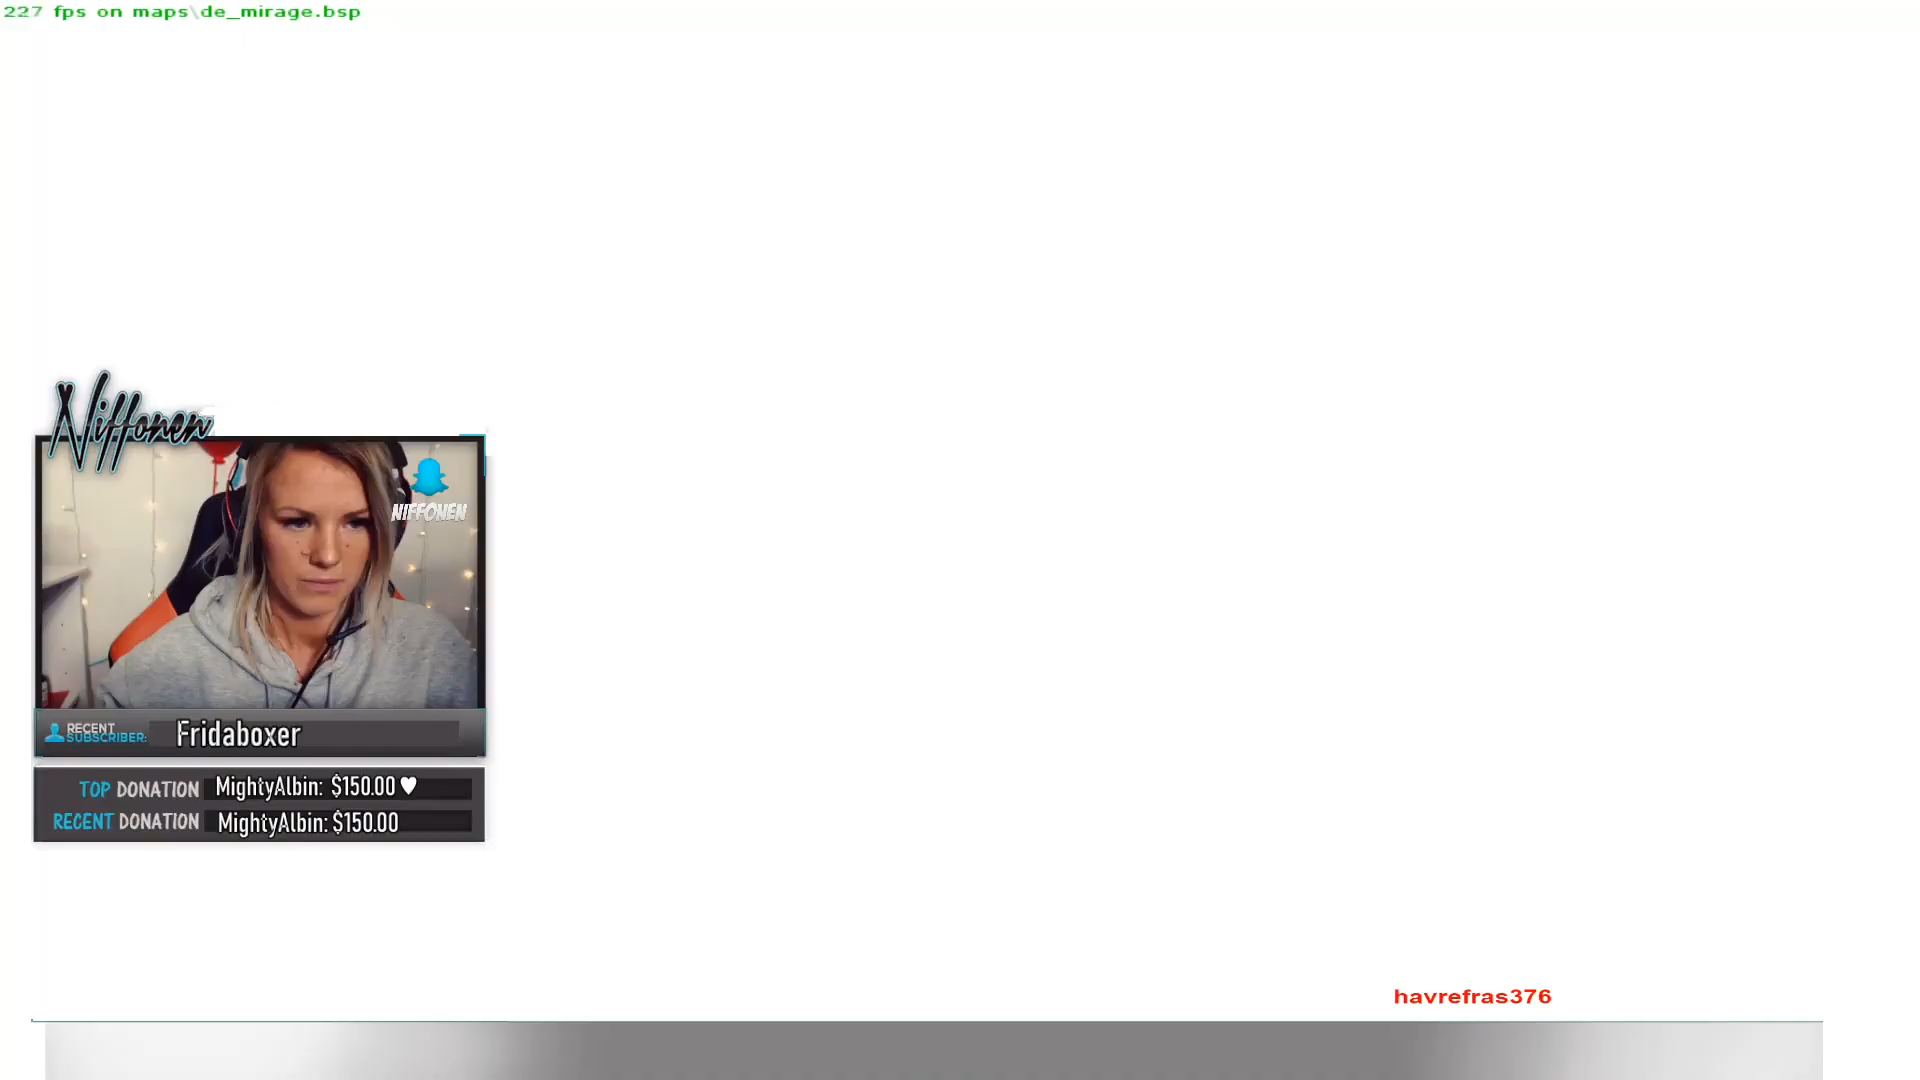 227 fps on maps\de_mirage.bsp
Niffonen
NIFFONEN
RECENT SUBSCRIBER: Fridaboxer
TOP DONATION MightyAlbin: $150.00 ♥
RECENT DONATION MightyAlbin: $150.00
havrefras376